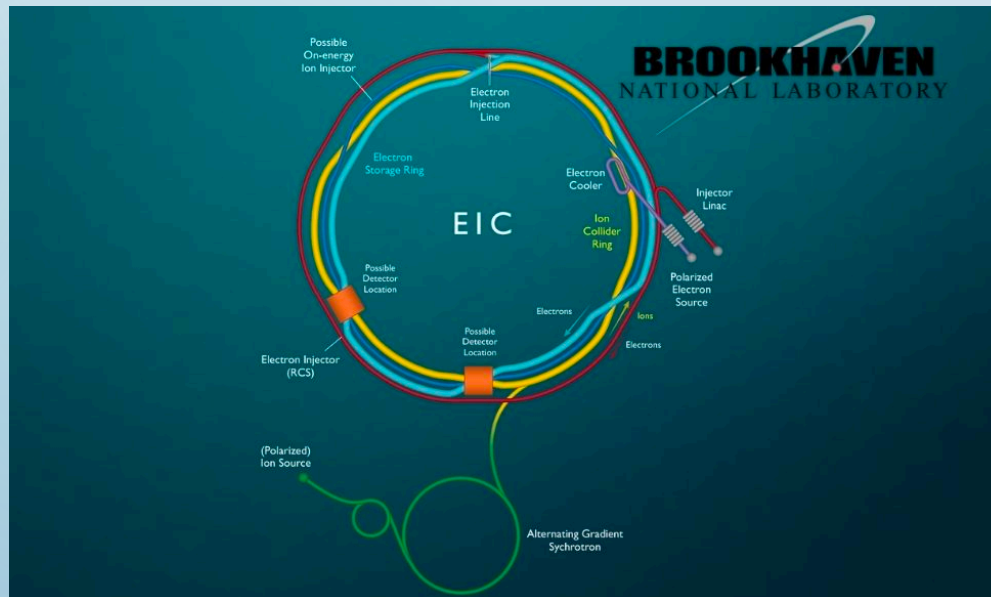 BROOKHAVEN
NATIONAL LABORATORY
Possible
On-energy
Ion Injector
Electron
Injection
Line
Electron
Storage Ring
Electron
Cooler
Injector
Linac
EIC
Ion
Collider
Ring
Possible
Detector
Location
Polarized
Electron
Source
Electrons
Ions
Possible
Detector
Location
Electrons
Electron Injector
(RCS)
(Polarized)
Ion Source
Alternating Gradient
Sychrotron